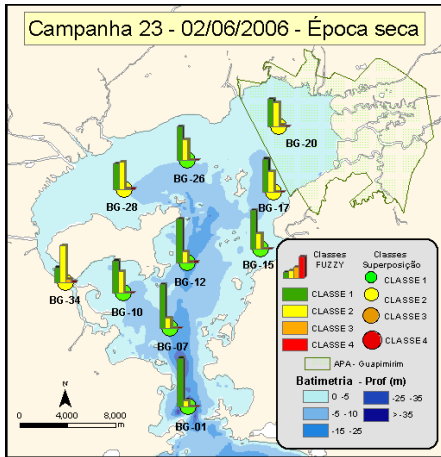 Campanha 23 - 02/06/2006 - Época seca
BG-20
BG-26
BG-28
BG-17
BG-15
BG-12
BG-34
BG-10
BG-07
BG-01
N
0
4,000
8,000
m
Classes
FUZZY
CLASSE 1
CLASSE 2
CLASSE 3
CLASSE 4
Classes
Superposição
CLASSE 1
CLASSE 2
CLASSE 3
CLASSE 4
APA - Guapimirim
Batimetria - Prof (m)
0 -5
-5 -10
-15 -25
-25 -35
>-35